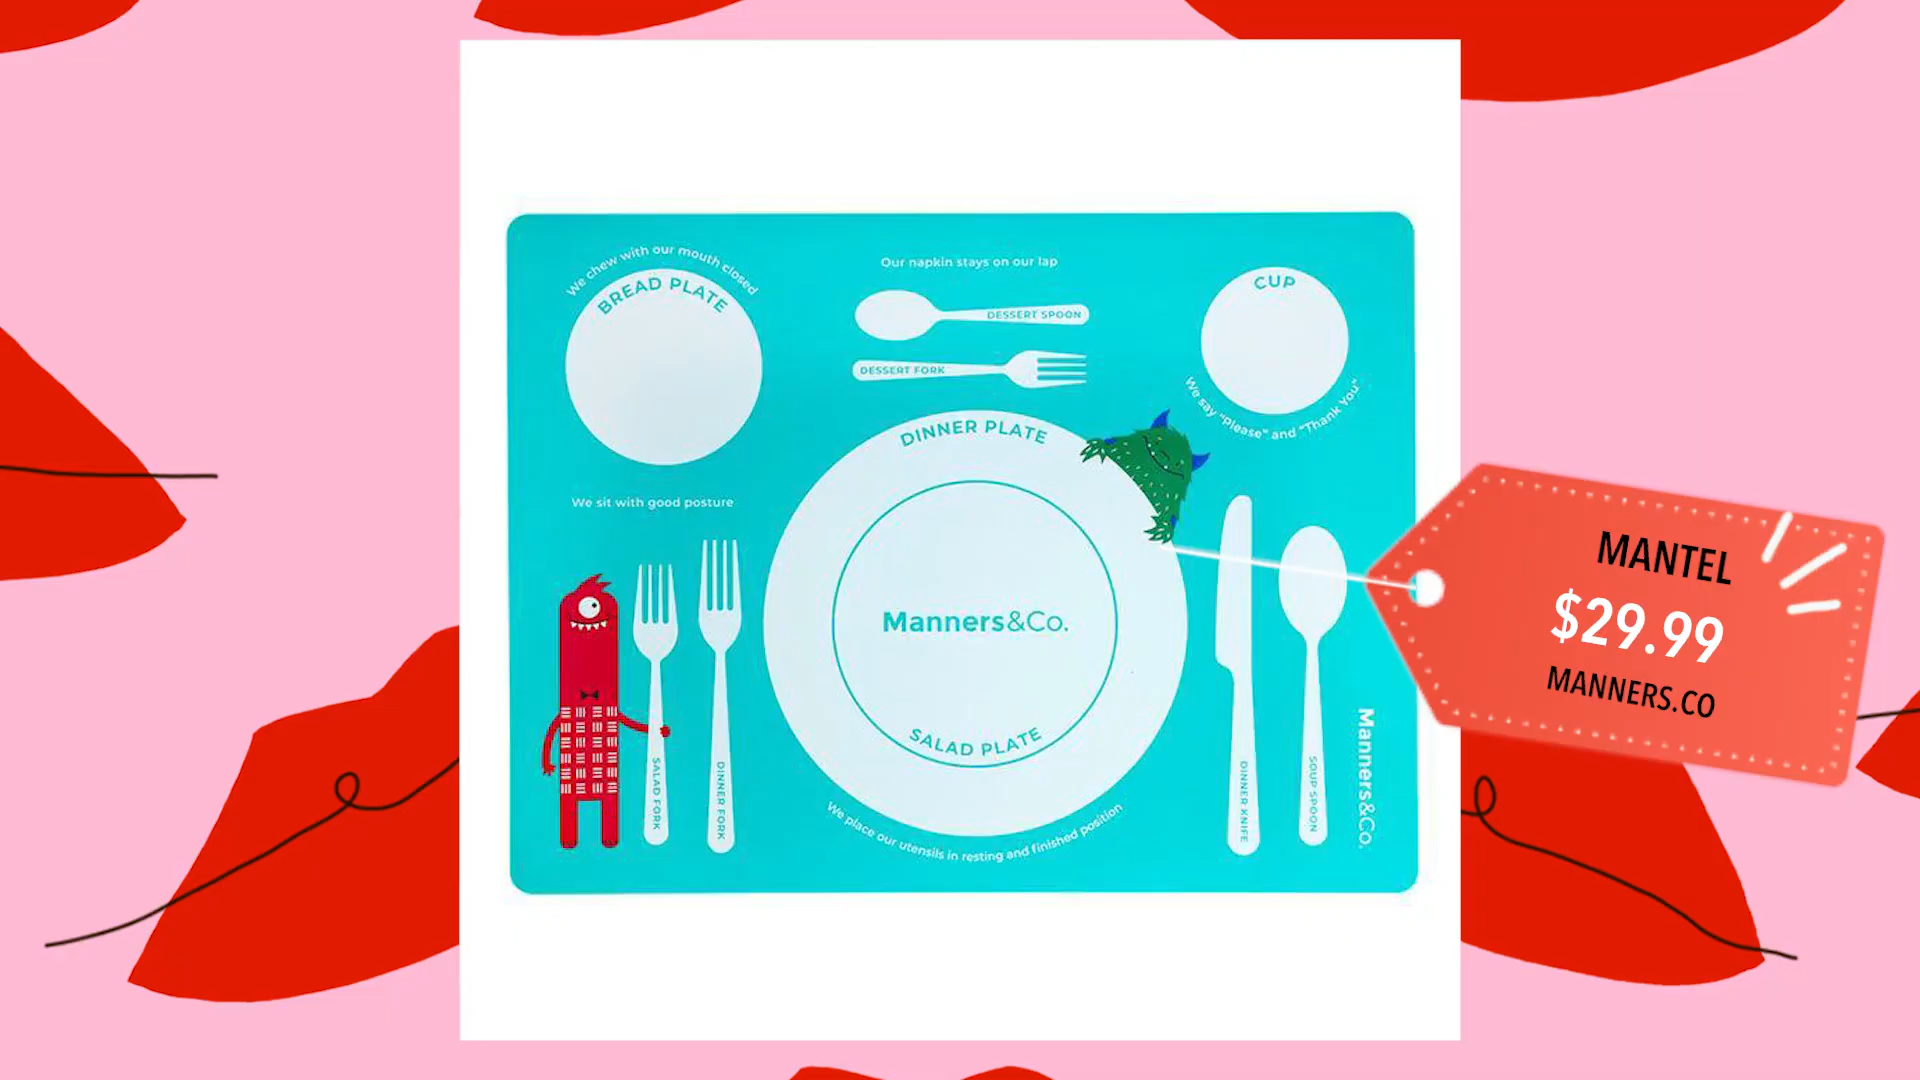 We chew with our mouth closed
BREAD PLATE
Our napkin stays on our lap
DESSERT SPOON
DESSERT FORK
CUP
We say "Please" and "Thank You"
DINNER PLATE
We sit with good posture
Manners&Co.
SALAD PLATE
SALAD FORK
DINNER FORK
DINNER KNIFE
SOUP SPOON
Manners&Co.
We place our utensils in resting and finished position
MANTEL
$29.99
MANNERS.CO